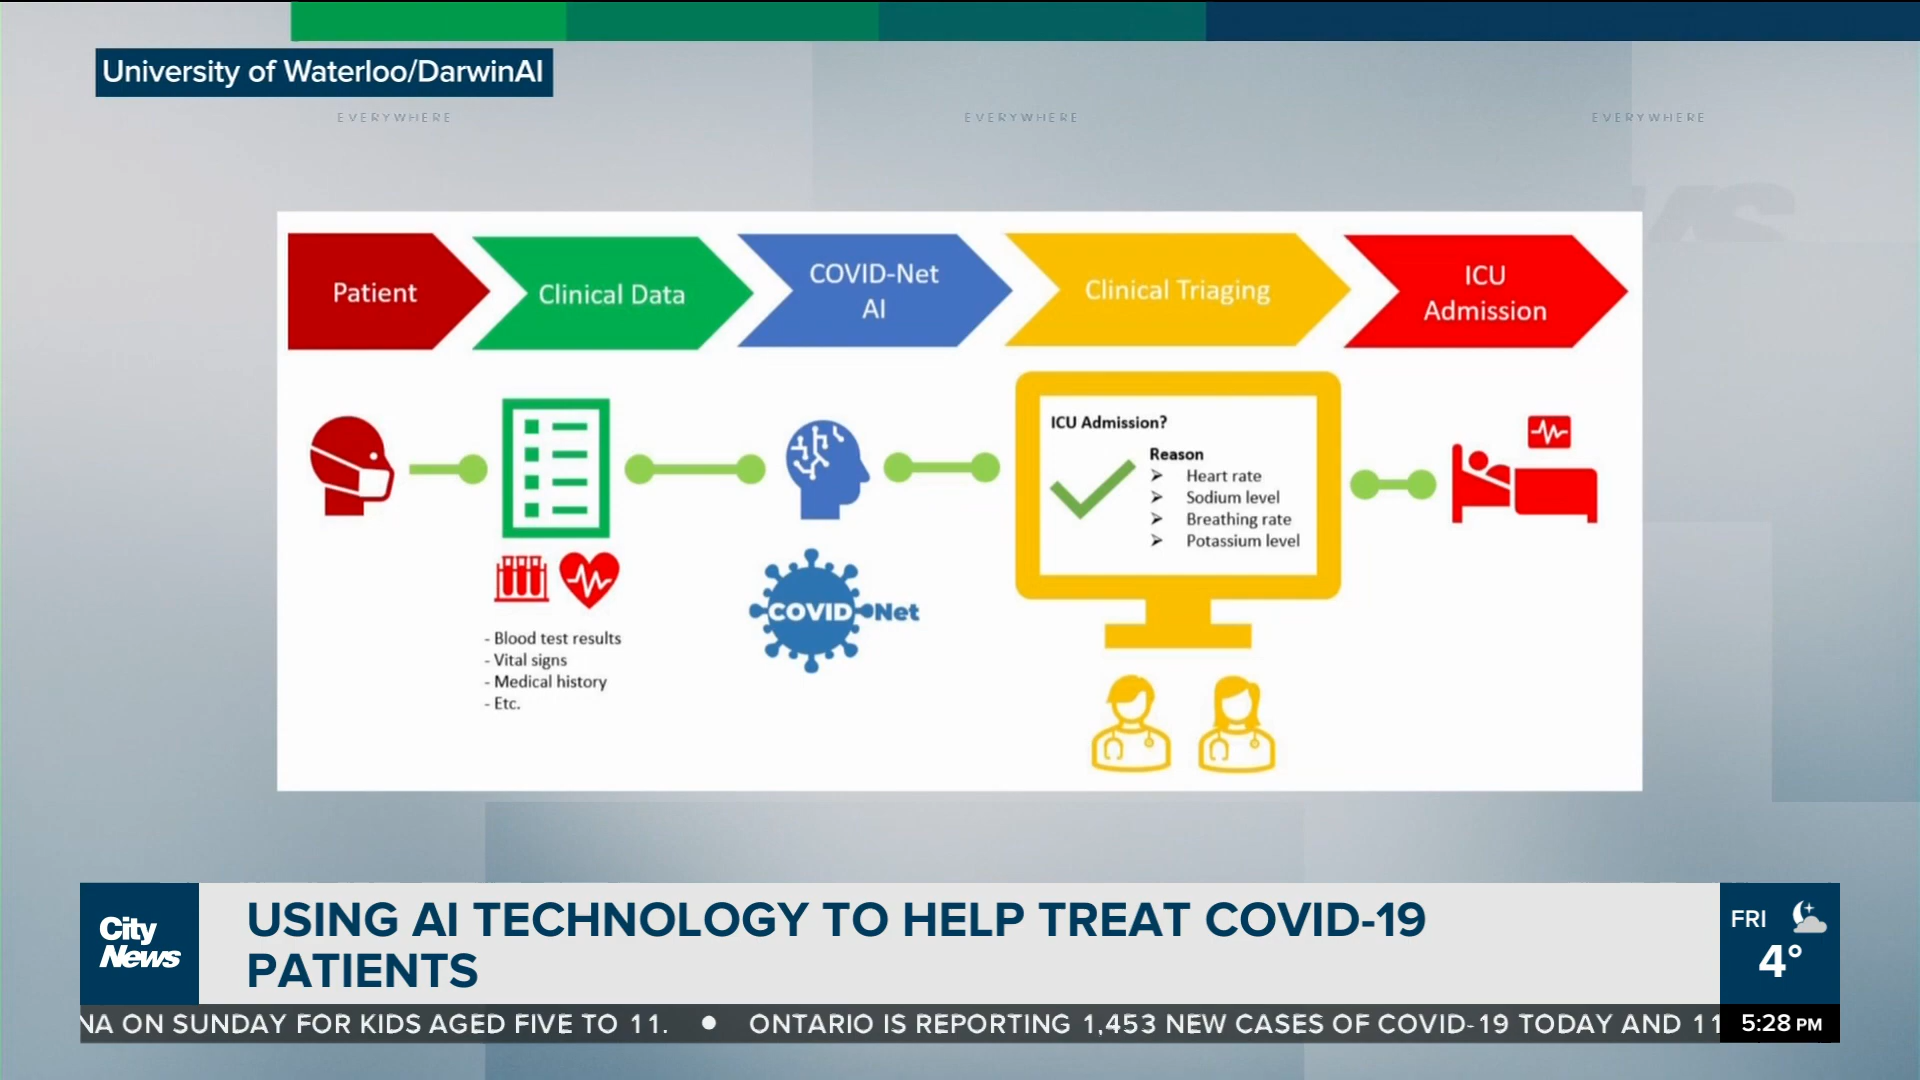 University of Waterloo/DarwinAI
EVERYWHERE
EVERYWHERE
EVERYWHERE
Patient
Clinical Data
COVID-Net
AI
Clinical Triaging
ICU
Admission
ICU Admission?
Reason
➤ Heart rate
➤ Sodium level
➤ Breathing rate
➤ Potassium level
COVID-Net
- Blood test results
- Vital signs
- Medical history
- Etc.
City
News
USING AI TECHNOLOGY TO HELP TREAT COVID-19
PATIENTS
FRI
4°
NA ON SUNDAY FOR KIDS AGED FIVE TO 11. ● ONTARIO IS REPORTING 1,453 NEW CASES OF COVID-19 TODAY AND 11
5:28 PM